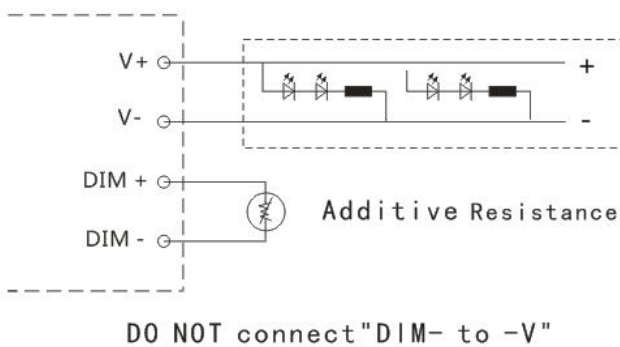 V+
+
V-
-
DIM +
Additive Resistance
DIM -
DO NOT connect"DIM- to -V"